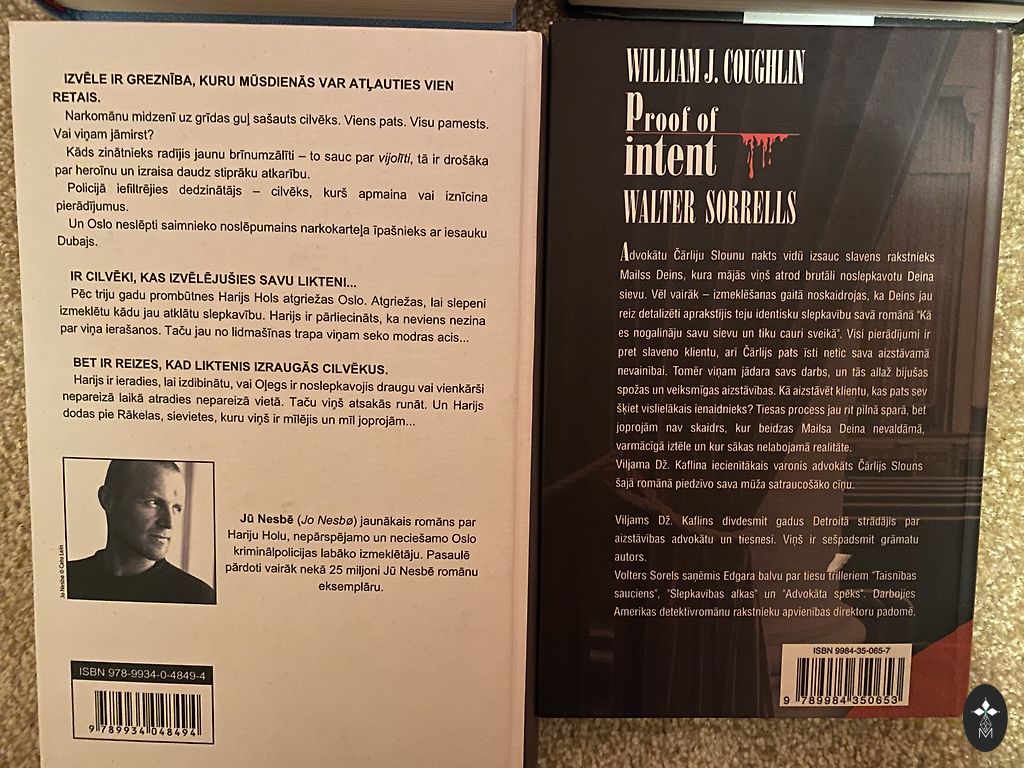 IZVĒLE IR GREZNĪBA, KURU MŪSDIENĀS VAR ATĻAUTIES VIEN
RETAIS.
Narkomānu midzenī uz grīdas guļ sašauts cilvēks. Viens pats. Visu pamests.
Vai viņam jāmirst?
Kāds zinātnieks radījis jaunu brīnumzālīti – to sauc par vijolīti, tā ir drošāka
par heroīnu un izraisa daudz stiprāku atkarību.
Policijā iefiltrējies dedzinātājs – cilvēks, kurš apmaina vai iznīcina
pierādījumus.
Un Oslo neslēpti saimnieko noslēpumains narkokarteļa īpašnieks ar iesauku
Dubajs.
IR CILVĒKI, KAS IZVĒLĒJUŠIES SAVU LIKTENI...
Pēc triju gadu prombūtnes Harijs Hols atgriežas Oslo. Atgriežas, lai slepeni
izmeklētu kādu jau atklātu slepkavību. Harijs ir pārliecināts, ka neviens nezina
par viņa ierašanos. Taču jau no lidmašīnas trapa viņam seko modras acis...
BET IR REIZES, KAD LIKTENIS IZRAUGĀS CILVĒKUS.
Harijs ir ieradies, lai izdibinātu, vai Oļegs ir noslepkavojis draugu vai vienkārši
nepareizā laikā atradies nepareizā vietā. Taču viņš atsakās runāt. Un Harijs
dodas pie Rākelas, sievietes, kuru viņš ir mīlējis un mīl joprojām...
Jo Nesbø © Cato Lein
Jū Nesbē (Jo Nesbø) jaunākais romāns par
Hariju Holu, nepārspējamo un neciešamo Oslo
kriminālpolicijas labāko izmeklētāju. Pasaulē
pārdoti vairāk nekā 25 miljoni Jū Nesbē romānu
eksemplāru.
ISBN 978-9934-0-4849-4
9 789934 048494
WILLIAM J. COUGHLIN
Proof of
intent
WALTER SORRELLS
Advokātu Čārliju Slounu nakts vidū izsauc slavens rakstnieks
Mailss Deins, kura mājās viņš atrod brutāli noslepkavotu Deina
sievu. Vēl vairāk – izmeklēšanas gaitā noskaidrojas, ka Deins jau
reiz detalizēti aprakstījis teju identisku slepkavību savā romānā "Kā
es nogalināju savu sievu un tiku cauri sveikā". Visi pierādījumi ir
pret slaveno klientu, arī Čārlijs pats īsti netic sava aizstāvamā
nevainībai. Tomēr viņam jādara savs darbs, un tās allaž bijušas
spožas un veiksmīgas aizstāvības. Kā aizstāvēt klientu, kas pats sev
šķiet vislielākais ienaidnieks? Tiesas process jau rit pilnā sparā, bet
joprojām nav skaidrs, kur beidzas Mailsa Deina nevaldāmā,
varmācīgā iztēle un kur sākas nelabojamā realitāte.
Viljama Dž. Kaflina iecienītākais varonis advokāts Čārlijs Slouns
šajā romānā piedzīvo sava mūža satraucošāko cīņu.
Viljams Dž. Kaflins divdesmit gadus Detroitā strādājis par
aizstāvības advokātu un tiesnesi. Viņš ir sešpadsmit grāmatu
autors.
Volters Sorels saņēmis Edgara balvu par tiesu trilleriem "Taisnības
sauciens", "Slepkavības alkas" un "Advokāta spēks". Darbojies
Amerikas detektīvromānu rakstnieku apvienības direktoru padomē.
ISBN 9984-35-065-7
9 789984 350653
M